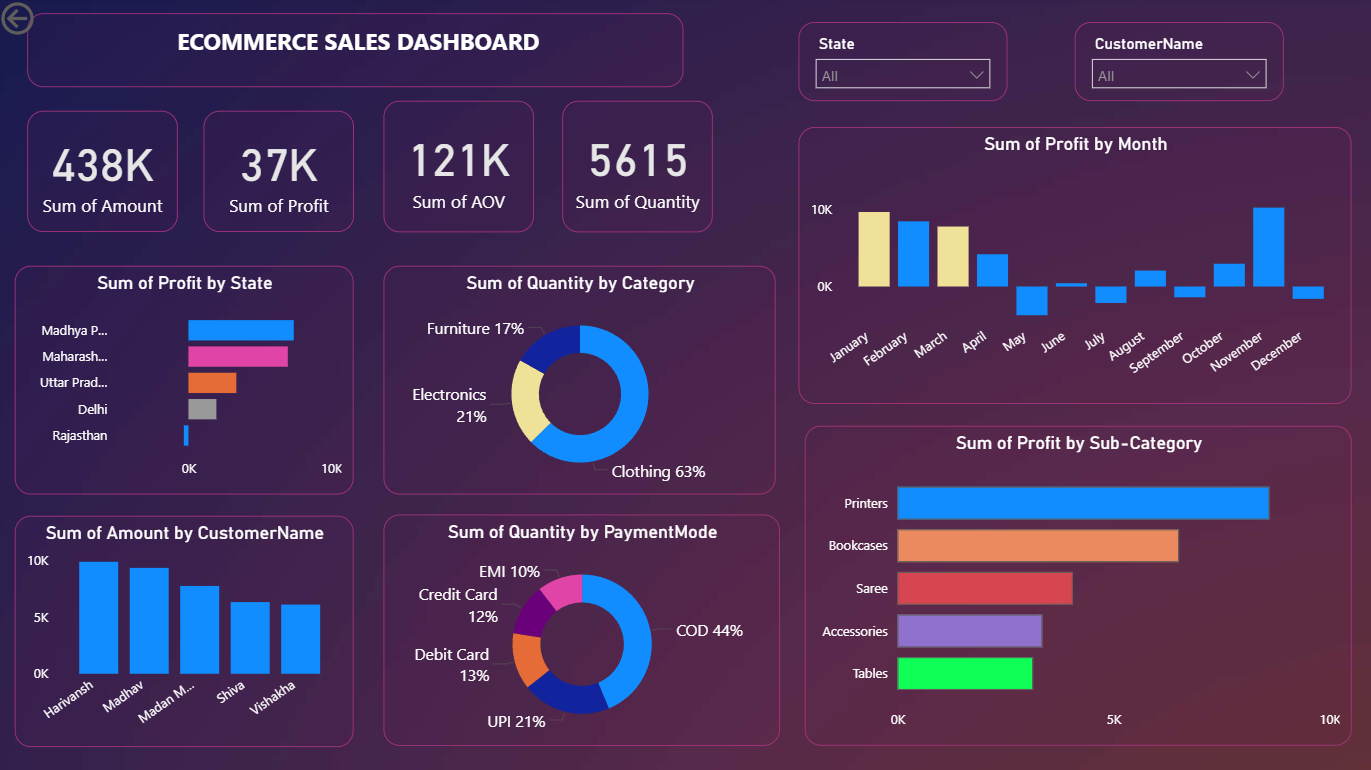 ECOMMERCE SALES DASHBOARD
State
All
CustomerName
All
438K
Sum of Amount
37K
Sum of Profit
121K
Sum of AOV
5615
Sum of Quantity
Sum of Profit by Month
10K
0K
January
February
March
April
May
June
July
August
September
October
November
December
Sum of Profit by State
Madhya P...
Maharash...
Uttar Prad...
Delhi
Rajasthan
0K
10K
Sum of Quantity by Category
Furniture 17%
Electronics
21%
Clothing 63%
Sum of Profit by Sub-Category
Printers
Bookcases
Saree
Accessories
Tables
0K
5K
10K
Sum of Amount by CustomerName
10K
5K
0K
Harivansh
Madhav
Madan M...
Shiva
Vishakha
Sum of Quantity by PaymentMode
EMI 10%
Credit Card
12%
Debit Card
13%
UPI 21%
COD 44%